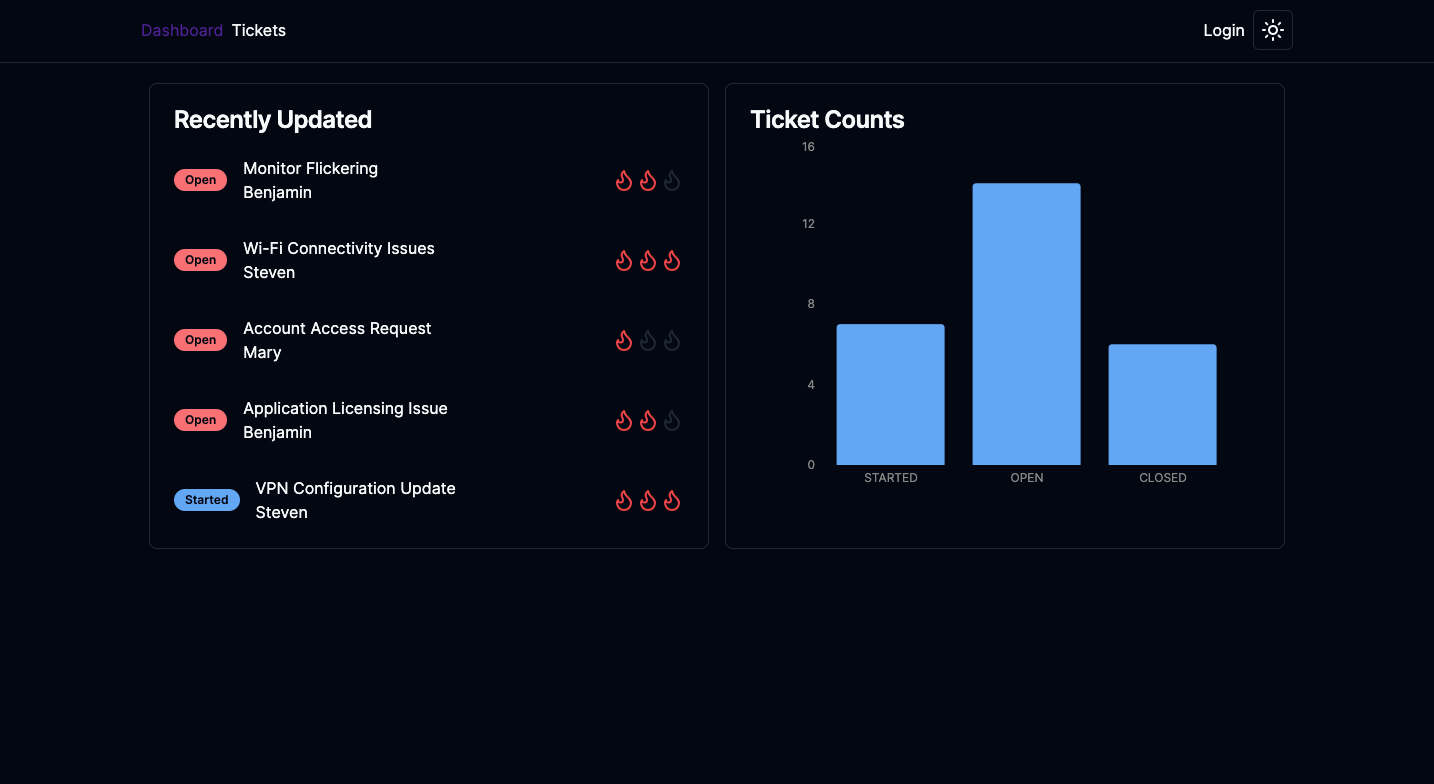 Dashboard Tickets
Login
Recently Updated
Open
Monitor Flickering
Benjamin
Open
Wi-Fi Connectivity Issues
Steven
Open
Account Access Request
Mary
Open
Application Licensing Issue
Benjamin
Started
VPN Configuration Update
Steven
Ticket Counts
16
12
8
4
0
STARTED OPEN CLOSED